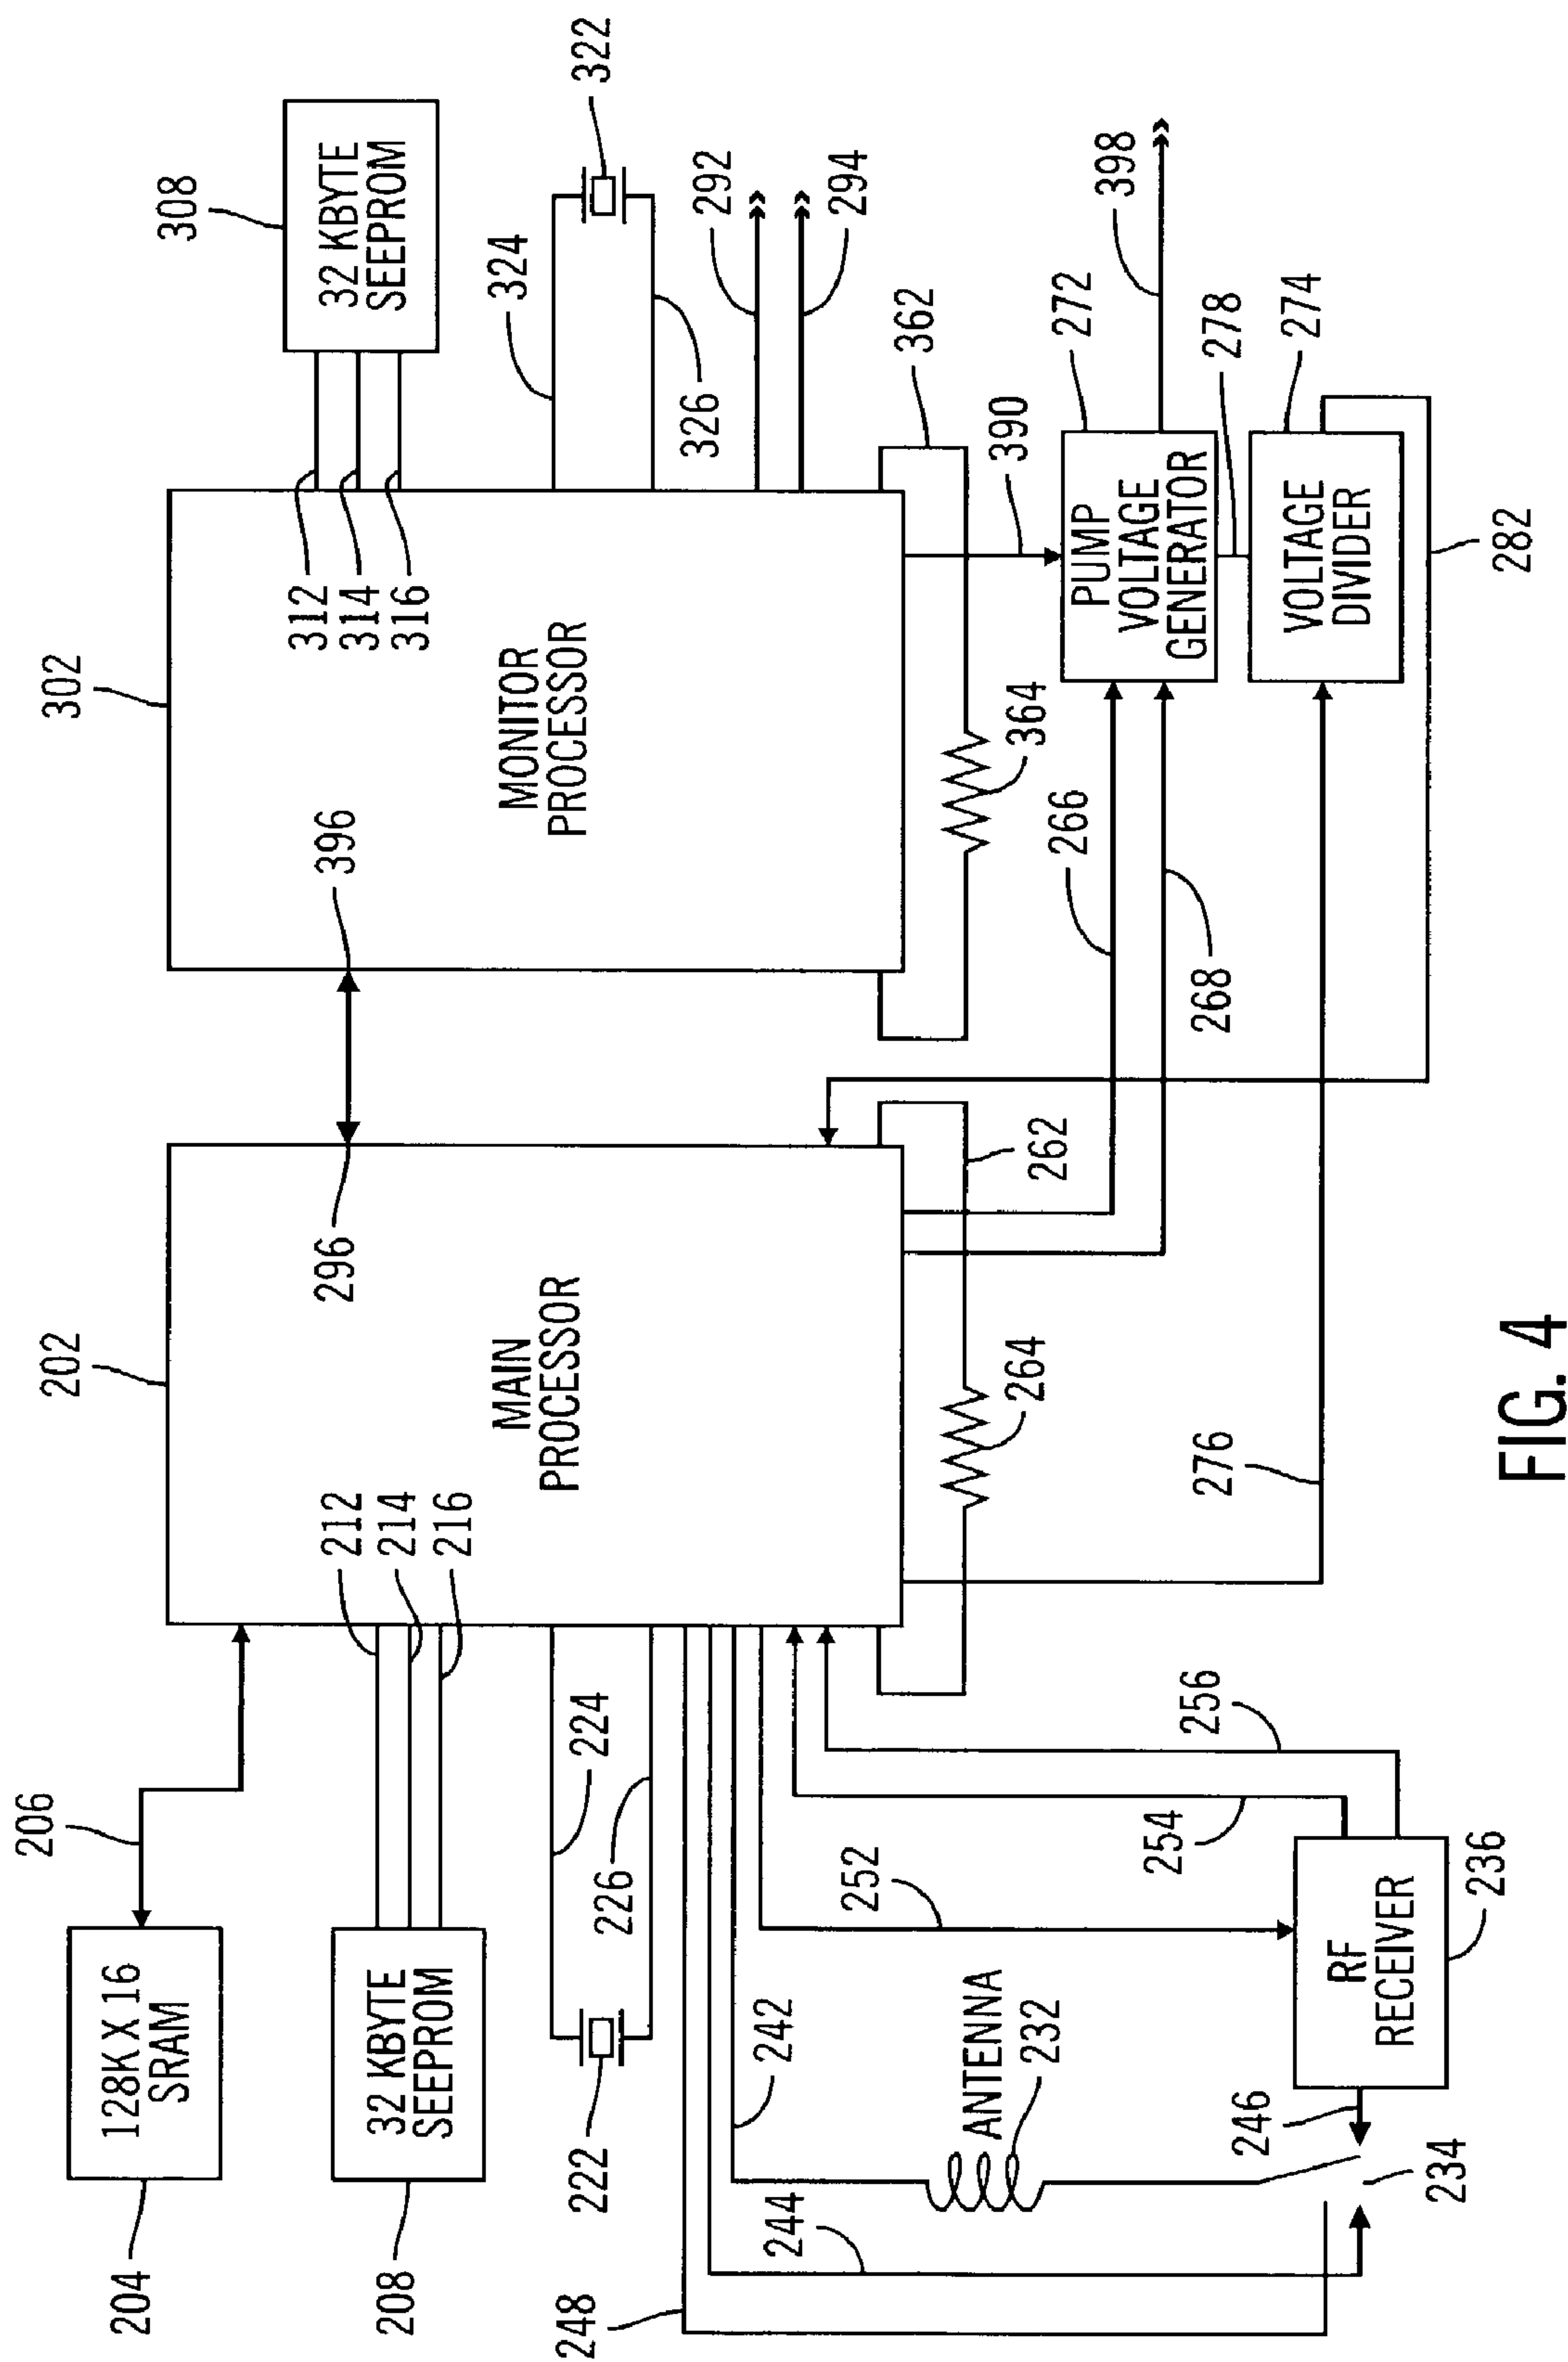 308
32 KBYTE
SEEPROM
322
324
326
292
294
312
314
316
302
MONITOR
PROCESSOR
396
362
364
390
398
272
PUMP
VOLTAGE
GENERATOR
278
274
VOLTAGE
DIVIDER
282
266
268
296
202
MAIN
PROCESSOR
262
264
276
212
214
216
206
128K X 16
SRAM
204
32 KBYTE
SEEPROM
208
224
226
222
242
244
248
252
254
256
ANTENNA
232
RF
RECEIVER
236
246
234
FIG. 4